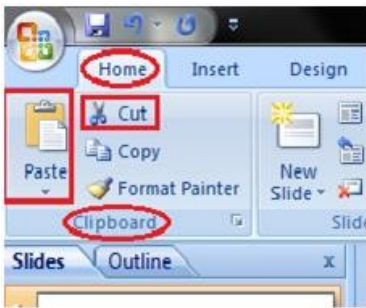 Home Insert Design
Cut
Copy
Paste
Format Painter
New
Slide
Clipboard
Slides Outline x